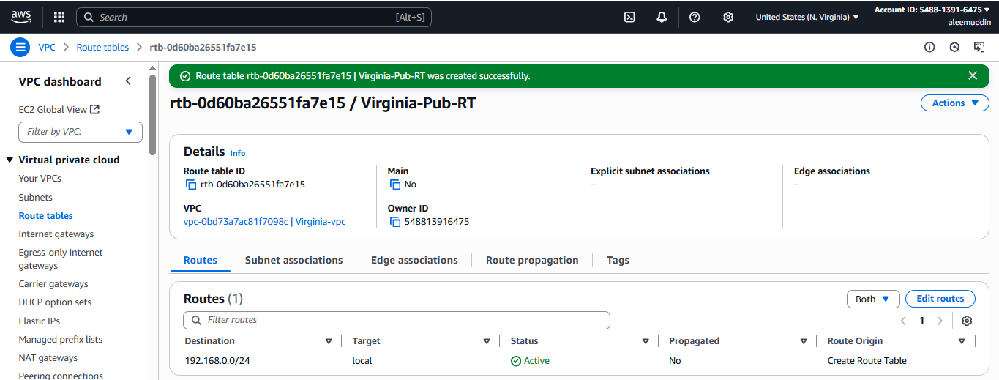 aws
Search [Alt+S]
United States (N. Virginia)
Account ID: 5488-1391-6475
aleemuddin
VPC > Route tables > rtb-0d60ba26551fa7e15
VPC dashboard
EC2 Global View
Filter by VPC:
Virtual private cloud
Your VPCs
Subnets
Route tables
Internet gateways
Egress-only Internet
gateways
Carrier gateways
DHCP option sets
Elastic IPs
Managed prefix lists
NAT gateways
Peering connections
Route table rtb-0d60ba26551fa7e15 | Virginia-Pub-RT was created successfully.
rtb-0d60ba26551fa7e15 / Virginia-Pub-RT
Actions
Details Info
Route table ID
rtb-0d60ba26551fa7e15
Main
No
Explicit subnet associations
–
Edge associations
–
VPC
vpc-0bd73a7ac81f7098c | Virginia-vpc
Owner ID
548813916475
Routes Subnet associations Edge associations Route propagation Tags
Routes (1)
Both Edit routes
Filter routes
1
Destination Target Status Propagated Route Origin
192.168.0.0/24 local Active No Create Route Table